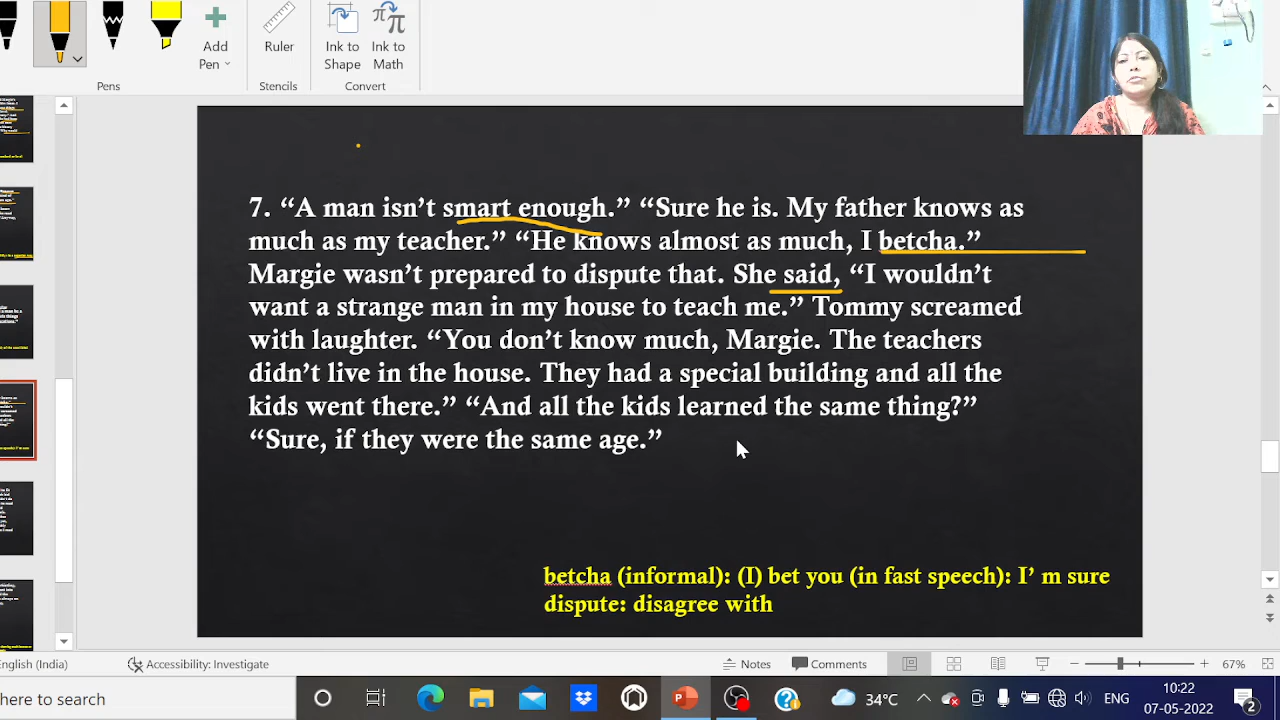 Add
Pen
Ruler
Ink to
Shape
Ink to
Math
Pens
Stencils
Convert
7. “A man isn’t smart enough.” “Sure he is. My father knows as
much as my teacher.” “He knows almost as much, I betcha.”
Margie wasn’t prepared to dispute that. She said, “I wouldn’t
want a strange man in my house to teach me.” Tommy screamed
with laughter. “You don’t know much, Margie. The teachers
didn’t live in the house. They had a special building and all the
kids went there.” “And all the kids learned the same thing?”
“Sure, if they were the same age.”
betcha (informal): (I) bet you (in fast speech): I’ m sure
dispute: disagree with
English (India)
Accessibility: Investigate
Notes
Comments
67%
here to search
34°C
ENG
10:22
07-05-2022
2